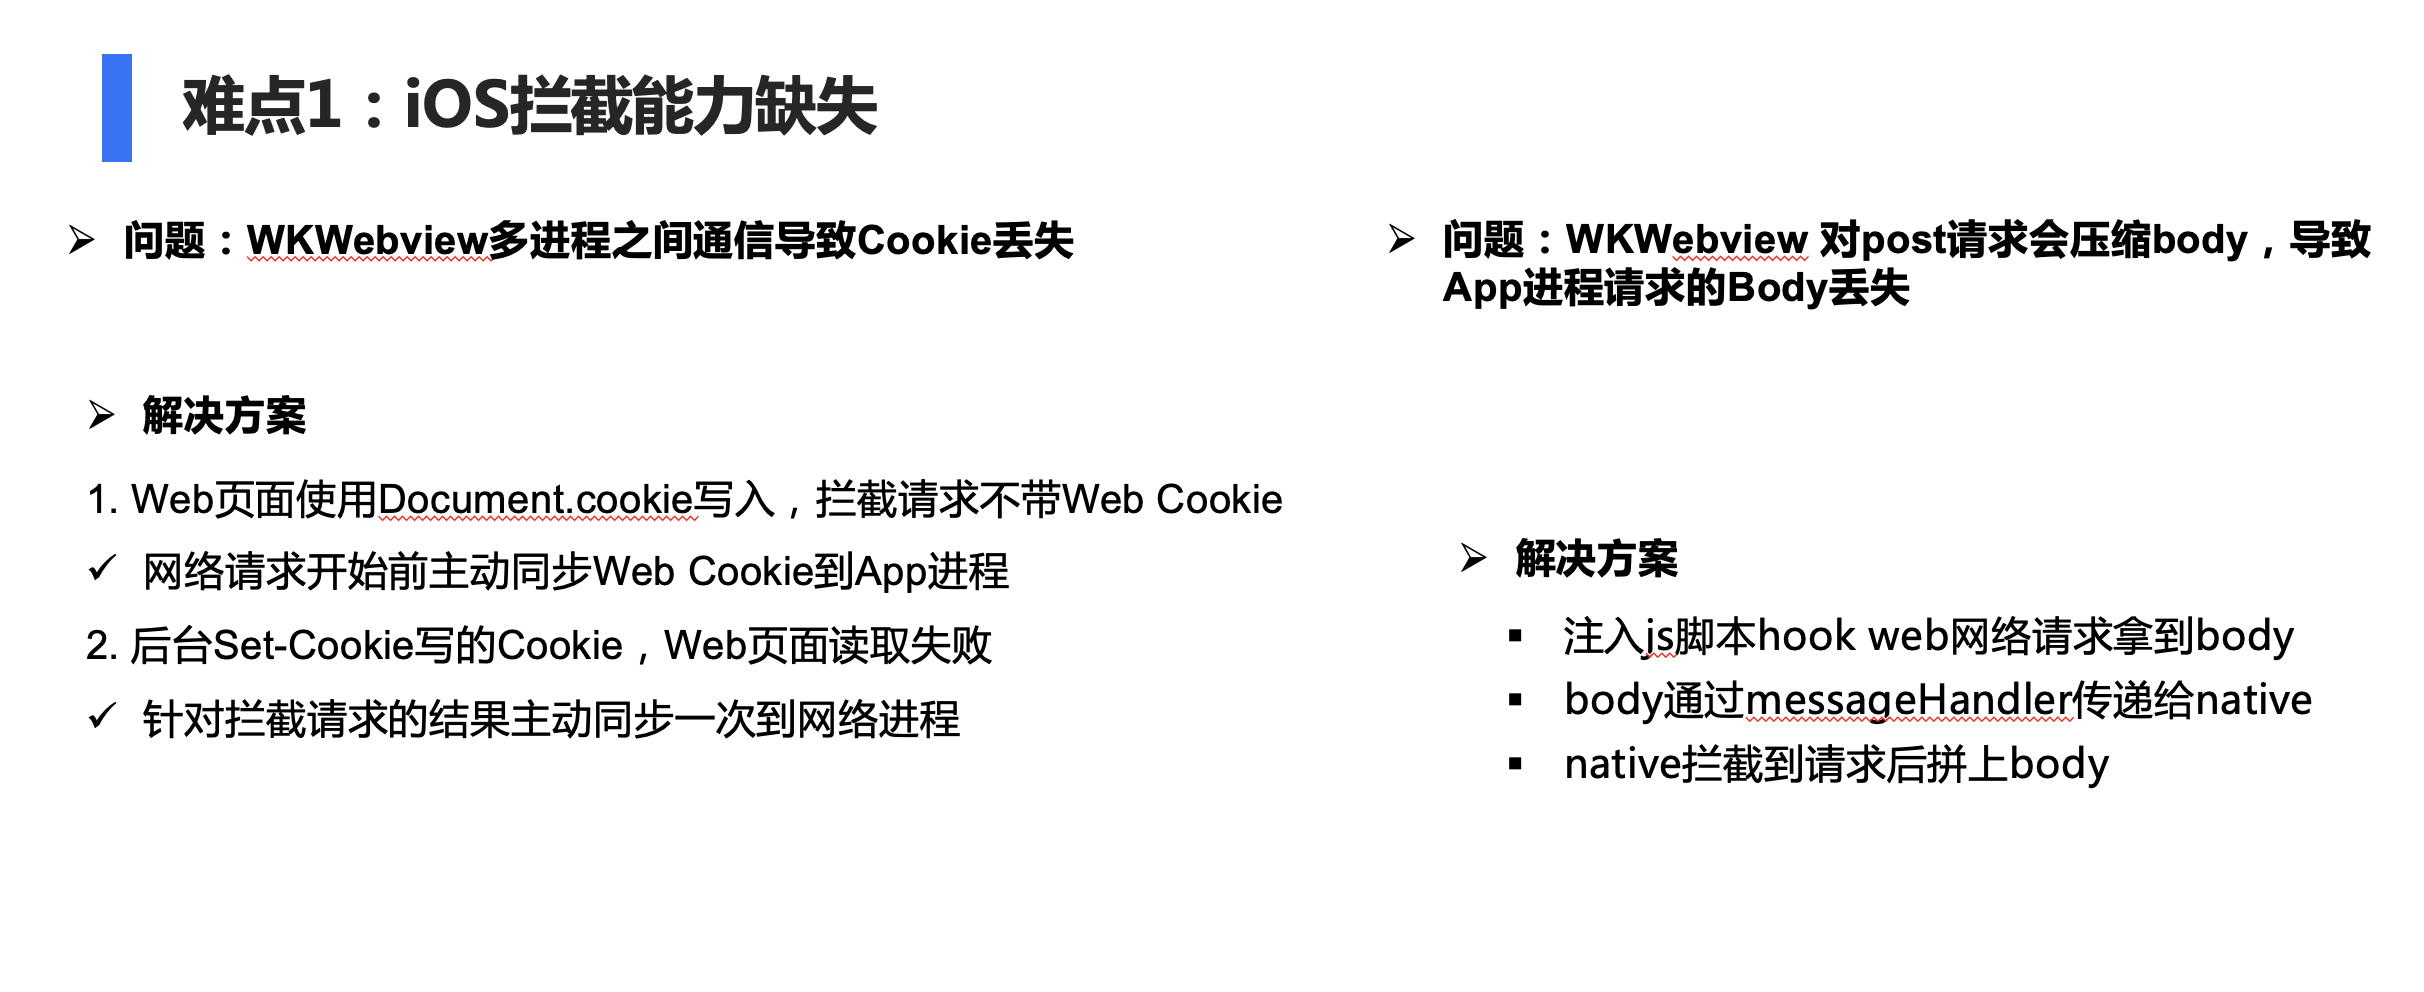 难点1：iOS拦截能力缺失
➢ 问题：WKWebview多进程之间通信导致Cookie丢失
➢ 解决方案
1. Web页面使用Document.cookie写入，拦截请求不带Web Cookie
✓ 网络请求开始前主动同步Web Cookie到App进程
2. 后台Set-Cookie写的Cookie，Web页面读取失败
✓ 针对拦截请求的结果主动同步一次到网络进程
➢ 问题：WKWebview 对post请求会压缩body，导致
App进程请求的Body丢失
➢ 解决方案
▪ 注入js脚本hook web网络请求拿到body
▪ body通过messageHandler传递给native
▪ native拦截到请求后拼上body